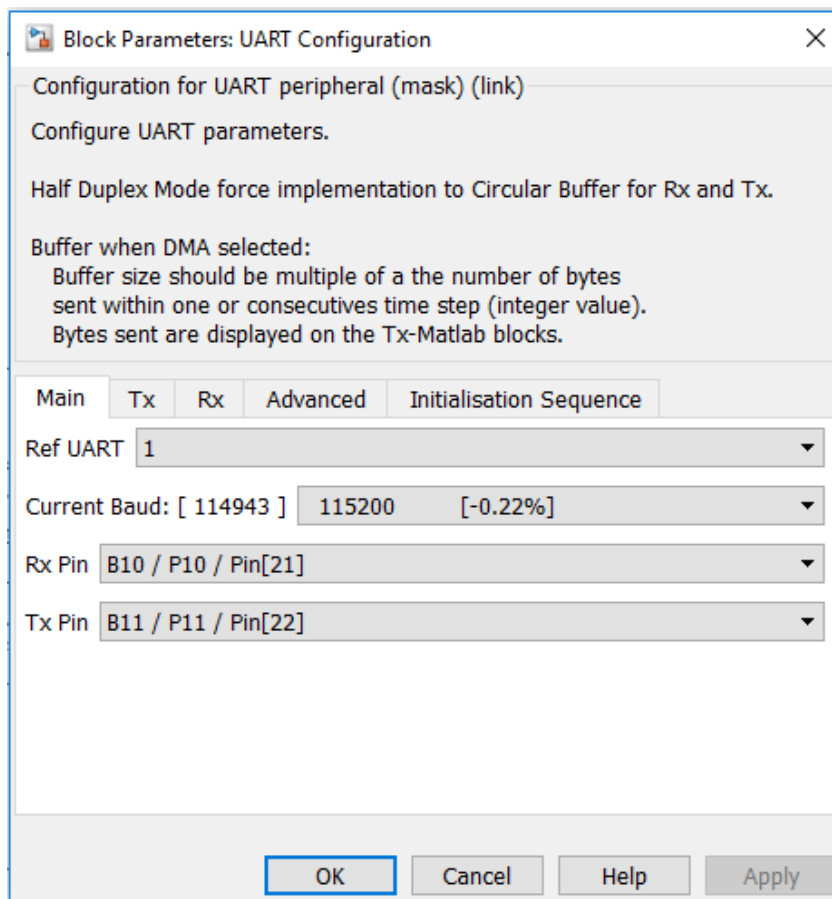 Block Parameters: UART Configuration
Configuration for UART peripheral (mask) (link)
Configure UART parameters.
Half Duplex Mode force implementation to Circular Buffer for Rx and Tx.
Buffer when DMA selected:
Buffer size should be multiple of a the number of bytes
sent within one or consecutives time step (integer value).
Bytes sent are displayed on the Tx-Matlab blocks.
Main Tx Rx Advanced Initialisation Sequence
Ref UART 1
Current Baud: [ 114943 ] 115200 [-0.22%]
Rx Pin B10 / P10 / Pin[21]
Tx Pin B11 / P11 / Pin[22]
OK Cancel Help Apply